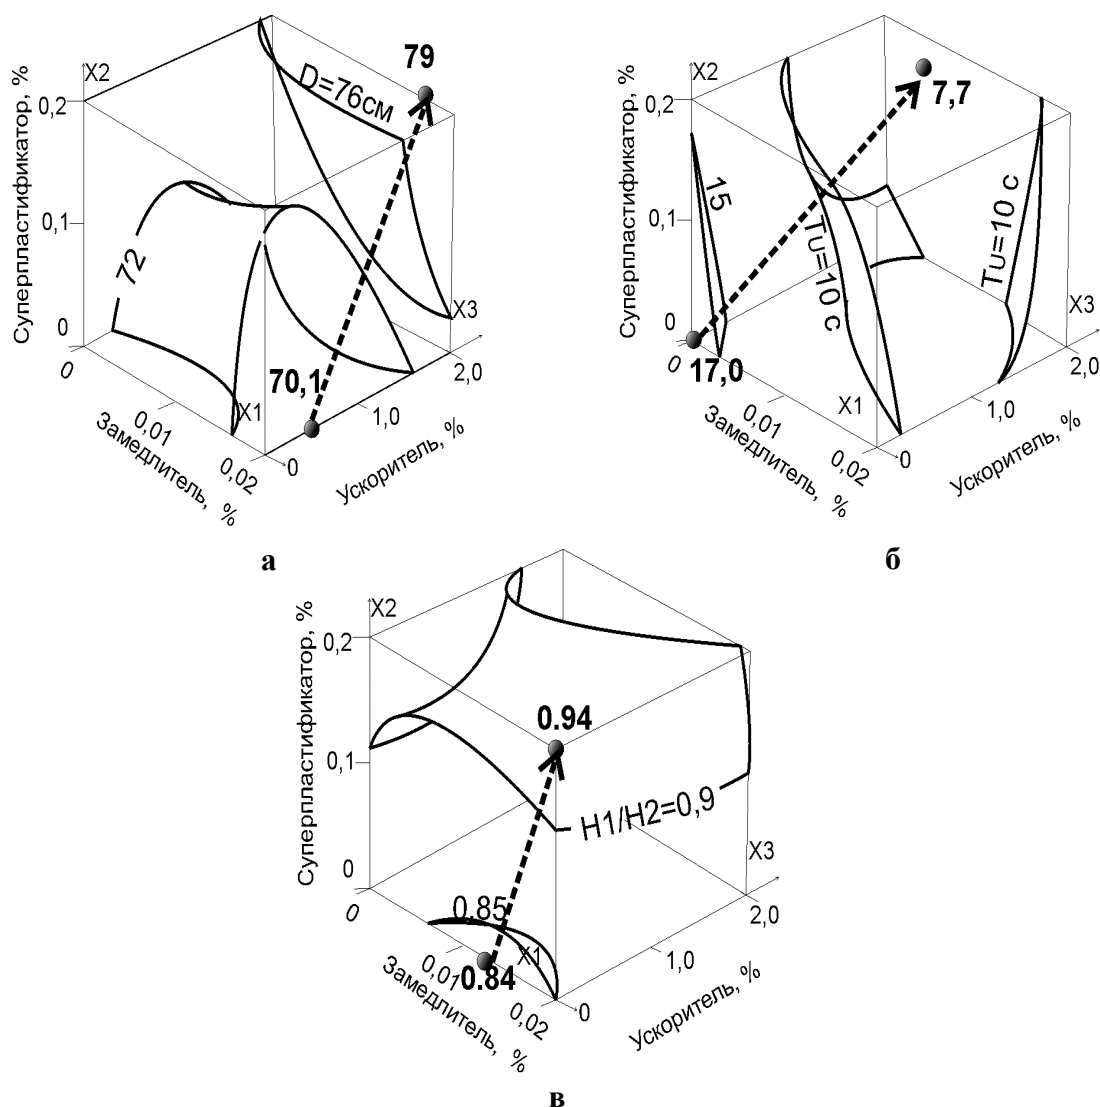 79
X2
Суперпластификатор, %
0,2
D=76см
0,1
72
0
X3
70,1
0
X1
2,0
0,01
1,0
Замедлитель, %
0,02
0
Ускоритель, %
а
X2
7,7
Суперпластификатор, %
0,2
15
0,1
Tυ=10 с
Tυ=10 с
0
X3
0
17,0
X1
2,0
0,01
1,0
Замедлитель, %
0,02
0
Ускоритель, %
б
X2
Суперпластификатор, %
0,2
0.94
0,1
H1/H2=0,9
X3
0
0
0.85
2,0
0,01
X1
1,0
0.84
Замедлитель, %
0,02
0
Ускоритель, %
в